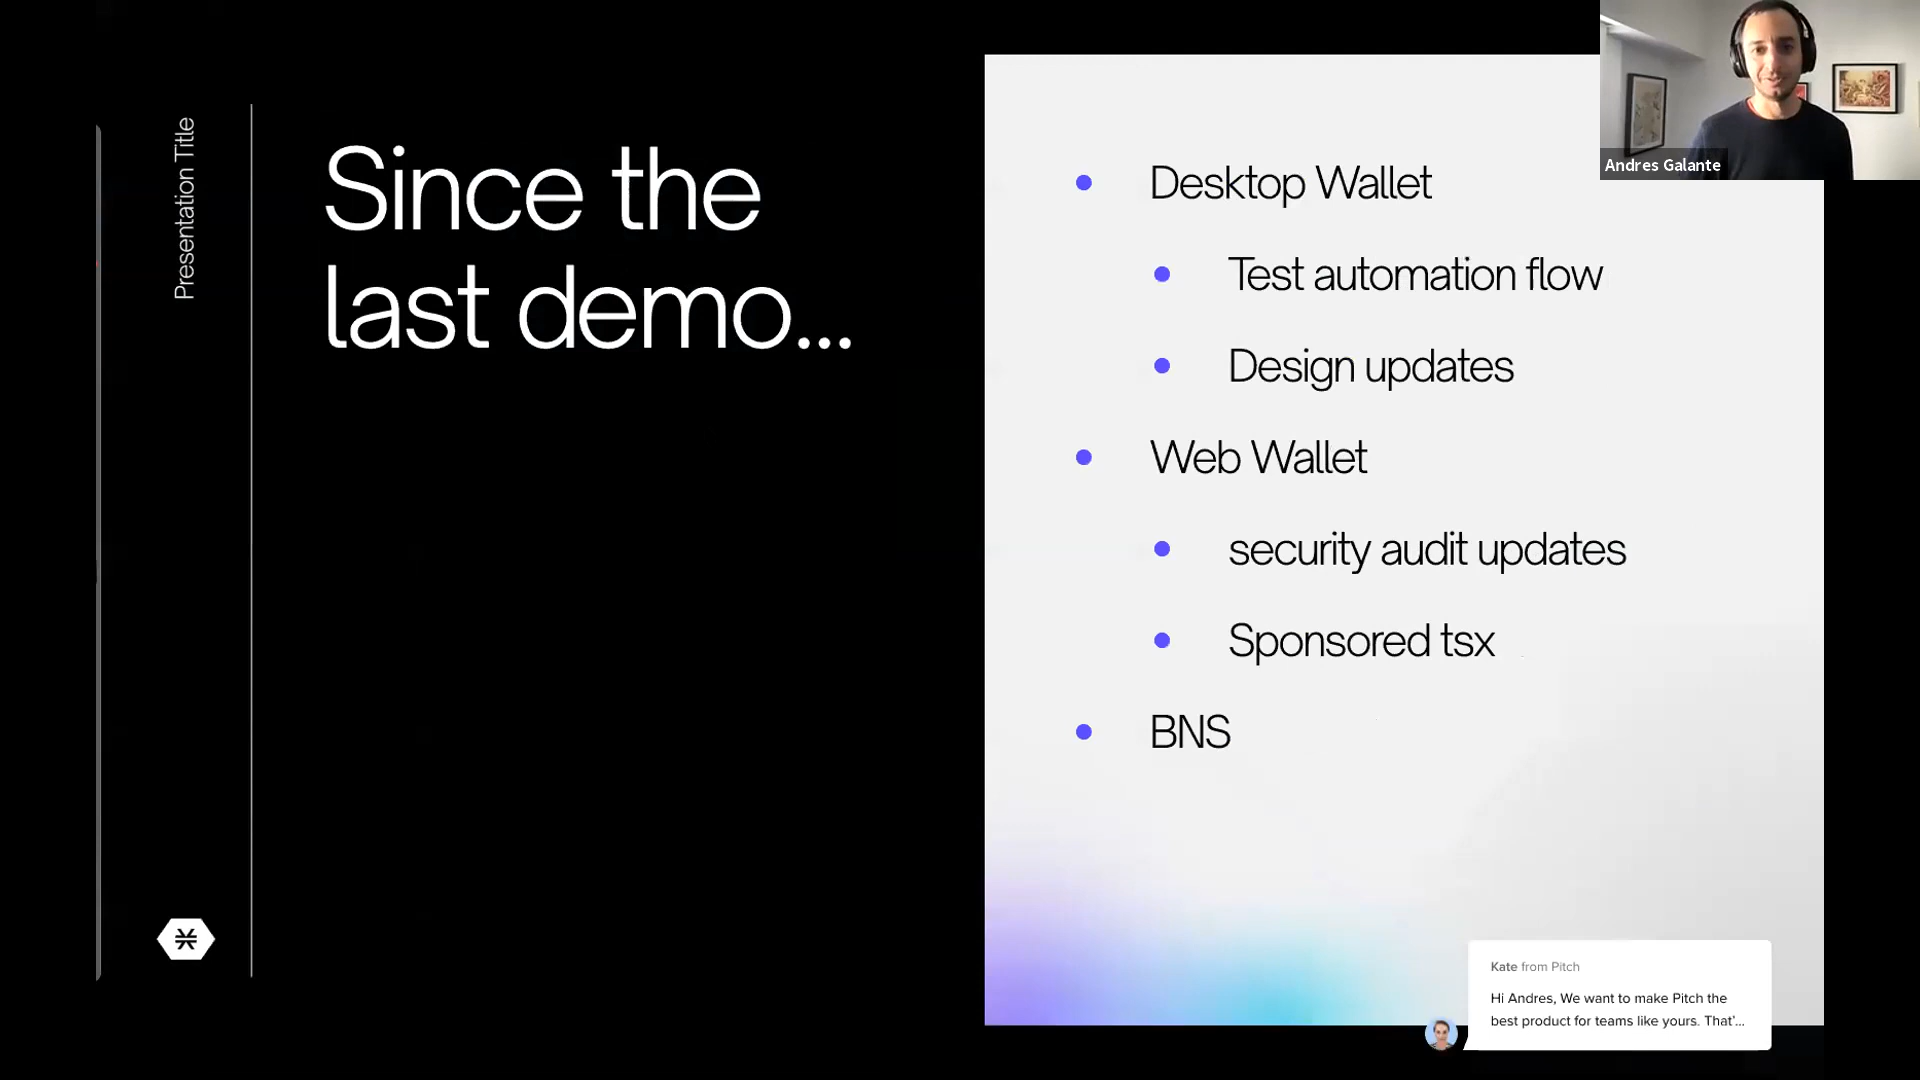 Presentation Title
Since the
last demo...
Desktop Wallet
Test automation flow
Design updates
Web Wallet
security audit updates
Sponsored tsx
BNS
Andres Galante
Kate from Pitch
Hi Andres, We want to make Pitch the
best product for teams like yours. That'...